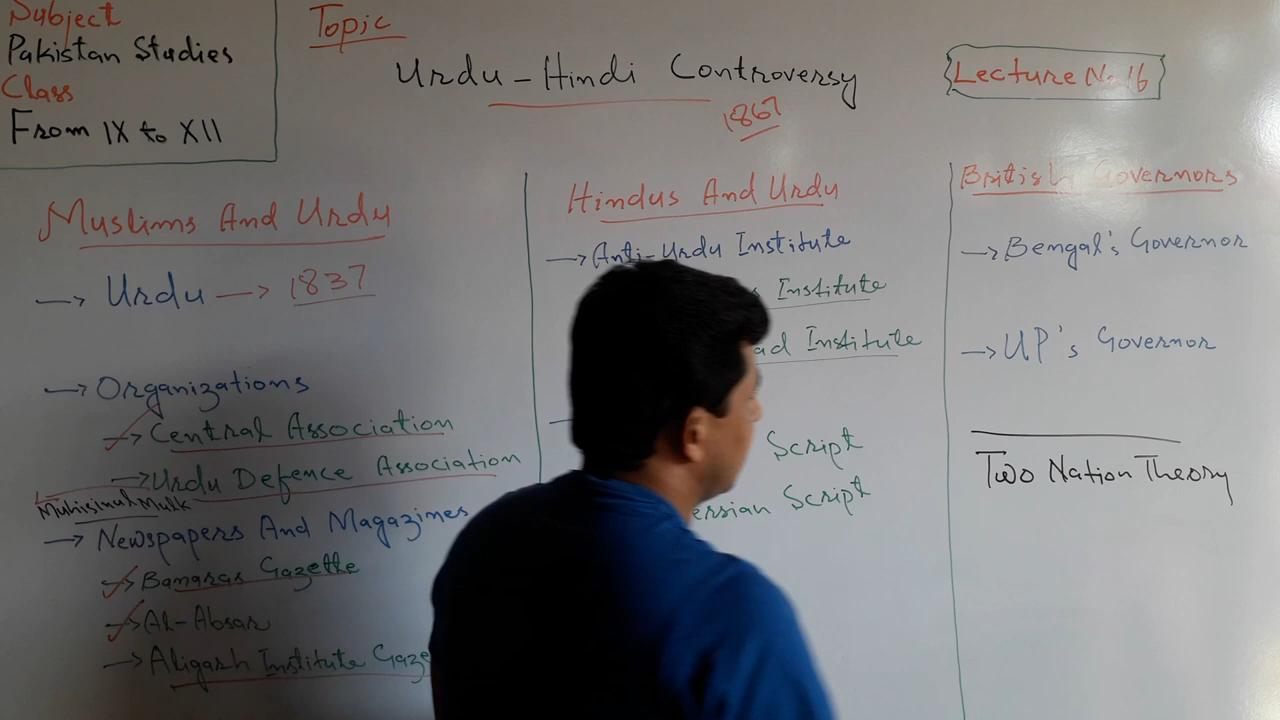 Subject
Pakistan Studies
Class
From IX to XII
Topic
Urdu-Hindi Controversy
1867
Lecture No 16
Muslims And Urdu
→ Urdu → 1837
→ Organizations
→ Central Association
→ Urdu Defence Association
Muhisinul Mulk
→ Newspapers And Magazines
→ Banaras Gazette
→ Al-Absar
→ Aligarh Institute Gaze
Hindus And Urdu
→ Anti-Urdu Institute
Institute
ad Institute
Script
ersian Script
British Governors
→ Bengal's Governor
→ UP's Governor
Two Nation Theory